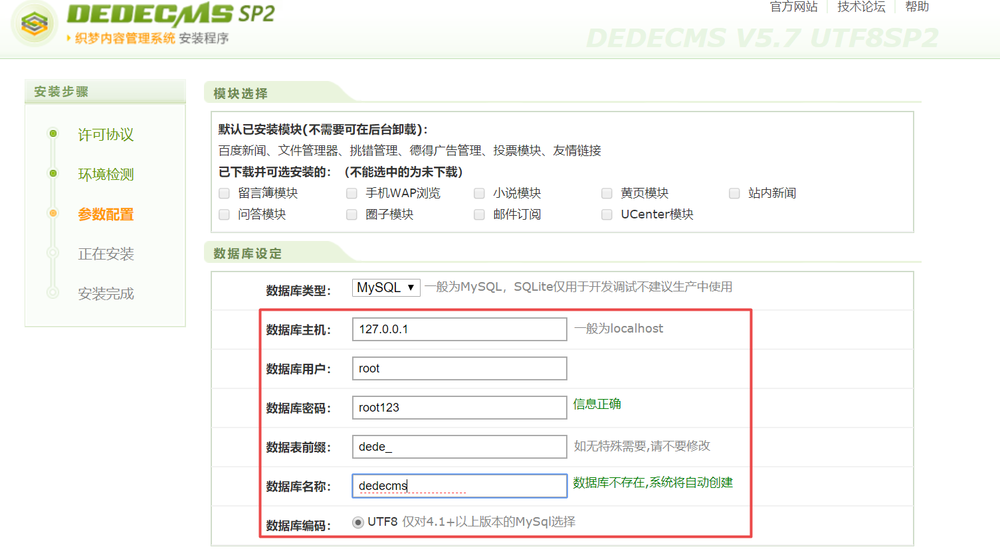 DEDECMS SP2
织梦内容管理系统 安装程序
官方网站 技术论坛 帮助
DEDECMS V5.7 UTF8SP2
安装步骤
许可协议
环境检测
参数配置
正在安装
安装完成
模块选择
默认已安装模块(不需要可在后台卸载)：
百度新闻、文件管理器、挑错管理、德得广告管理、投票模块、友情链接
已下载并可选安装的：（不能选中的为未下载）
留言簿模块 手机WAP浏览 小说模块 黄页模块 站内新闻
问答模块 圈子模块 邮件订阅 UCenter模块
数据库设定
数据库类型： MySQL 一般为MySQL，SQLite仅用于开发调试不建议生产中使用
数据库主机： 127.0.0.1 一般为localhost
数据库用户： root
数据库密码： root123 信息正确
数据表前缀： dede_ 如无特殊需要,请不要修改
数据库名称： dedecms 数据库不存在,系统将自动创建
数据库编码： UTF8 仅对4.1+以上版本的MySql选择